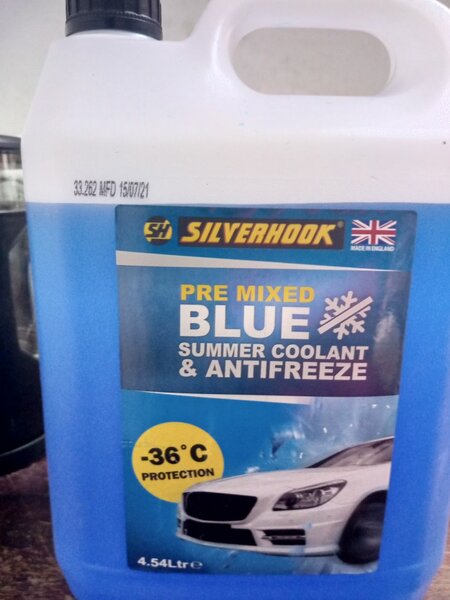 33.262 MFD 15/07/21
SH SILVERHOOK®
MADE IN ENGLAND
PRE MIXED
BLUE
SUMMER COOLANT
& ANTIFREEZE
-36°C
PROTECTION
4.54Ltr℮